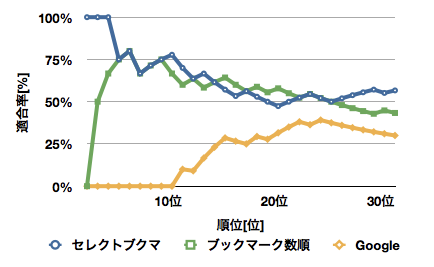 100%
75%
50%
25%
0%
適合率[%]
10位
20位
30位
順位[位]
セレクトブクマ
ブックマーク数順
Google